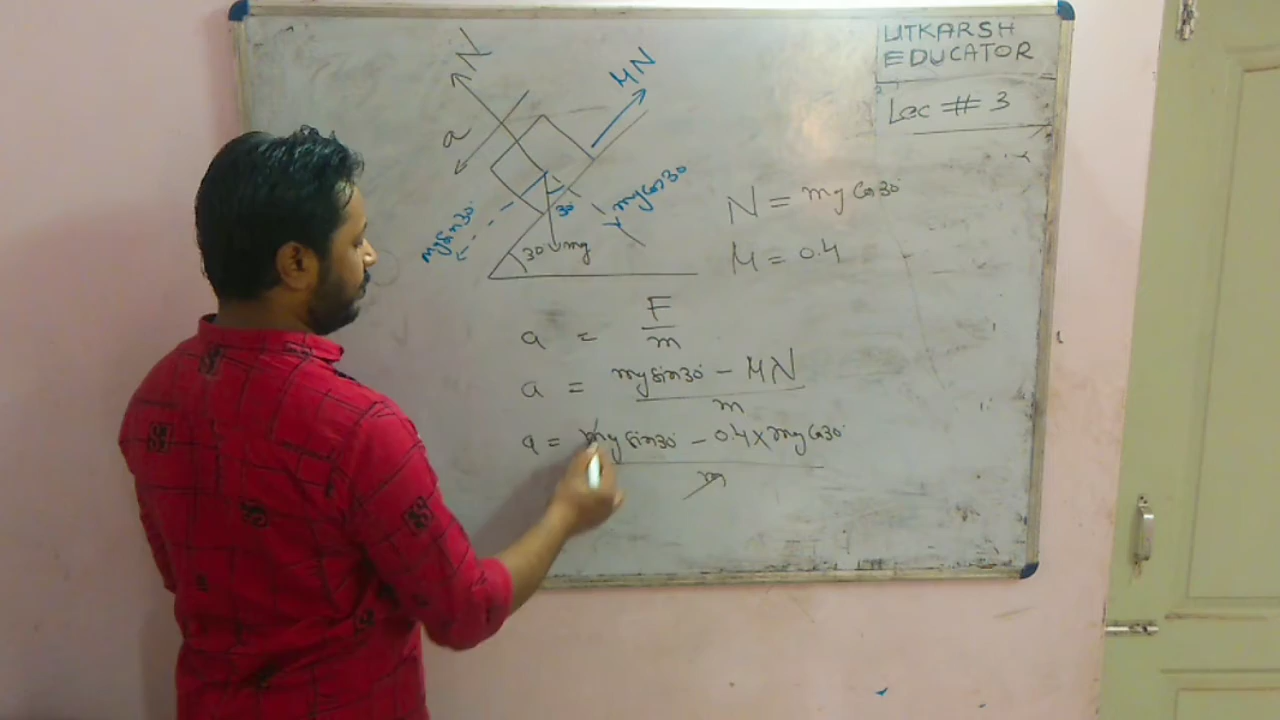 UTKARSH
EDUCATOR
Lec # 3
N
μN
a
mg sin30°
30°
mg cos30°
30°
mg
N = mg cos30°
μ = 0.4
a = F/m
a = (mg sin30° - μN)/m
a = (mg sin30° - 0.4 × mg cos30°)/m